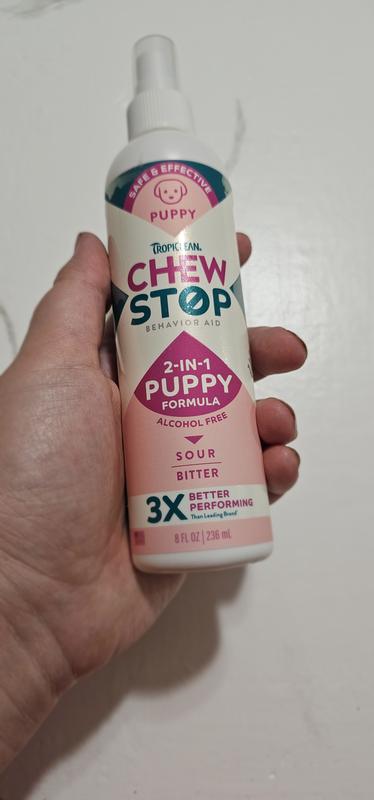 SAFE & EFFECTIVE
PUPPY
TROPICLEAN.
CHEW
STOP
BEHAVIOR AID
2-IN-1
PUPPY
FORMULA
ALCOHOL FREE
SOUR
BITTER
3X BETTER
PERFORMING
Than Leading Brand
8 FL OZ | 236 mL